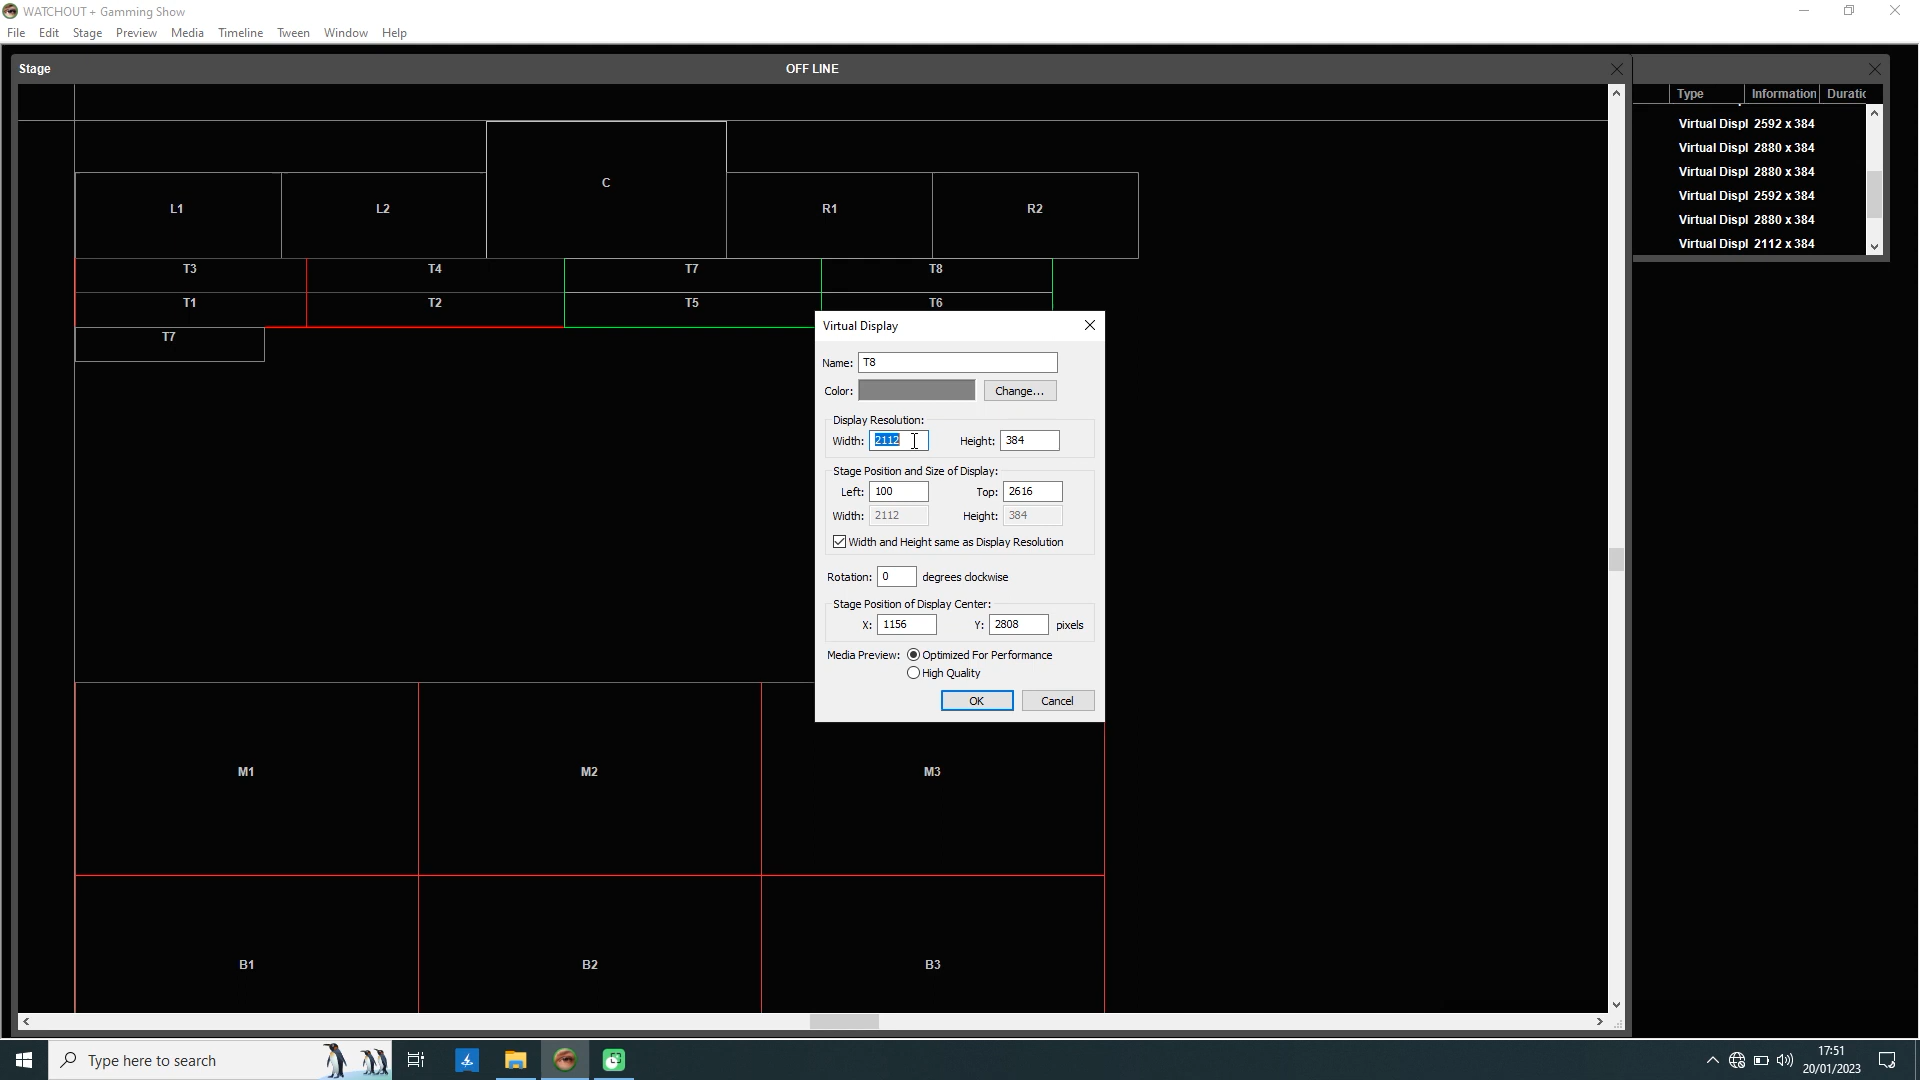 WATCHOUT + Gamming Show
File Edit Stage Preview Media Timeline Tween Window Help
Stage OFF LINE
Type Information Duratic
Virtual Displ 2592 x 384
Virtual Displ 2880 x 384
Virtual Displ 2880 x 384
Virtual Displ 2592 x 384
Virtual Displ 2880 x 384
Virtual Displ 2112 x 384
C
L1 L2 R1 R2
T3 T4 T7 T8
T1 T2 T5 T6
T7
Virtual Display
Name: T8
Color: Change...
Display Resolution:
Width: 2112 Height: 384
Stage Position and Size of Display:
Left: 100 Top: 2616
Width: 2112 Height: 384
Width and Height same as Display Resolution
Rotation: 0 degrees clockwise
Stage Position of Display Center:
X: 1156 Y: 2808 pixels
Media Preview: Optimized For Performance
High Quality
OK Cancel
M1 M2 M3
B1 B2 B3
Type here to search
17:51
20/01/2023